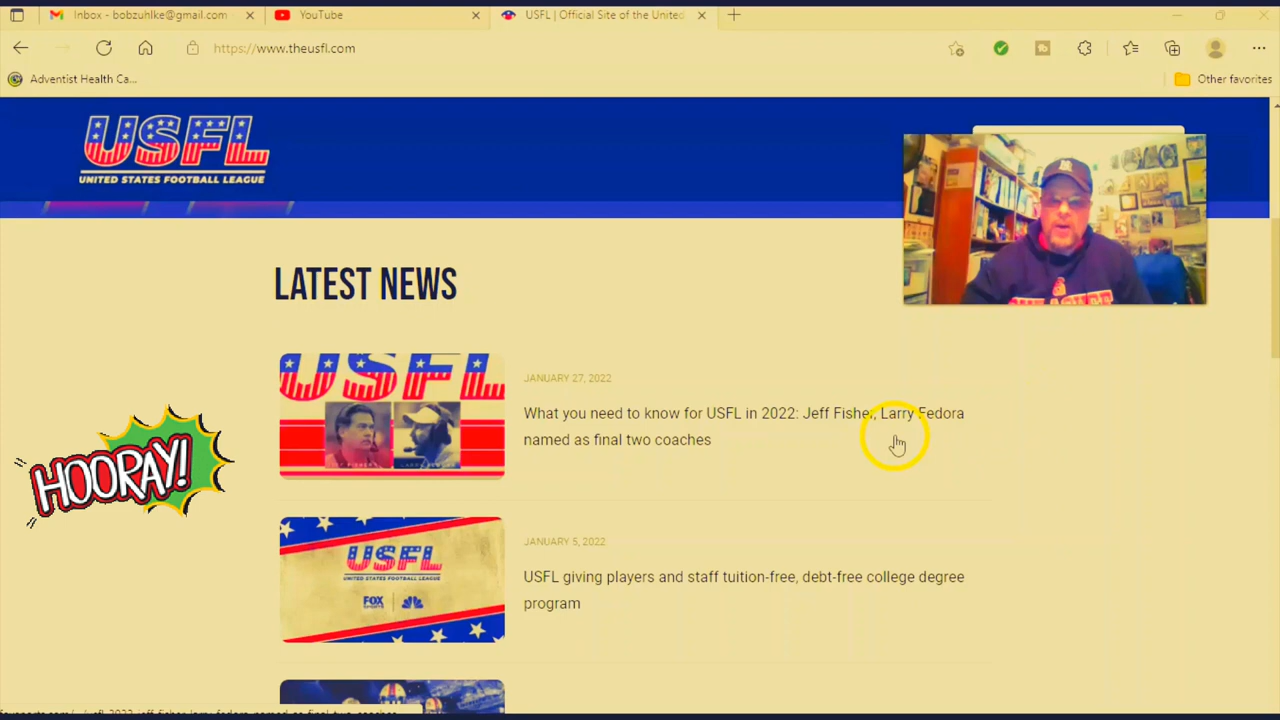 Inbox - bobzuhlke@gmail.com
YouTube
USFL | Official Site of the United
https://www.theusfl.com
Adventist Health Ca...
Other favorites
USFL
UNITED STATES FOOTBALL LEAGUE
LATEST NEWS
USFL
JANUARY 27, 2022
What you need to know for USFL in 2022: Jeff Fisher, Larry Fedora
named as final two coaches
HOORAY!
USFL
UNITED STATES FOOTBALL LEAGUE
FOX
SPORTS
JANUARY 5, 2022
USFL giving players and staff tuition-free, debt-free college degree
program